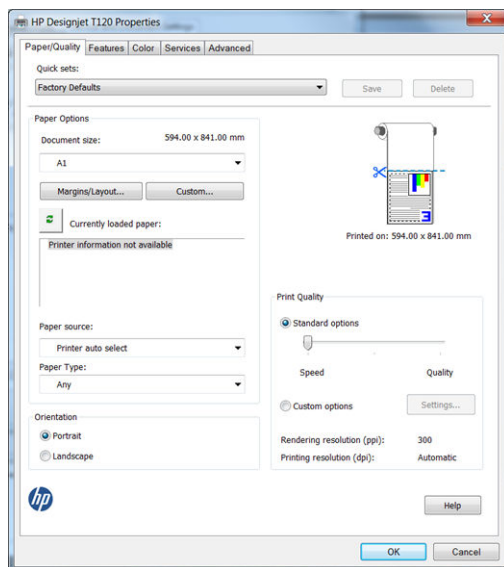 HP Designjet T120 Properties
Paper/Quality Features Color Services Advanced
Quick sets:
Factory Defaults
Save Delete
Paper Options
Document size: 594.00 x 841.00 mm
A1
Margins/Layout... Custom...
Currently loaded paper:
Printer information not available
Paper source:
Printer auto select
Paper Type:
Any
Orientation
Portrait
Landscape
Printed on: 594.00 x 841.00 mm
Print Quality
Standard options
Speed Quality
Custom options Settings...
Rendering resolution (ppi): 300
Printing resolution (dpi): Automatic
hp
Help
OK Cancel